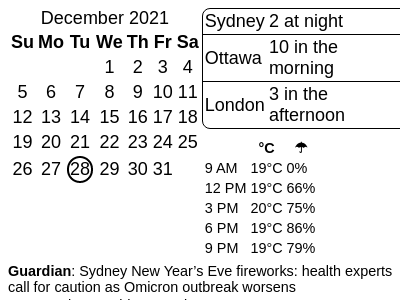 December 2021
Su Mo Tu We Th Fr Sa
1 2 3 4
5 6 7 8 9 10 11
12 13 14 15 16 17 18
19 20 21 22 23 24 25
26 27 28 29 30 31
Sydney 2 at night
Ottawa 10 in the
morning
London 3 in the
afternoon
°C ☂
9 AM 19°C 0%
12 PM 19°C 66%
3 PM 20°C 75%
6 PM 19°C 86%
9 PM 19°C 79%
Guardian: Sydney New Year’s Eve fireworks: health experts
call for caution as Omicron outbreak worsens